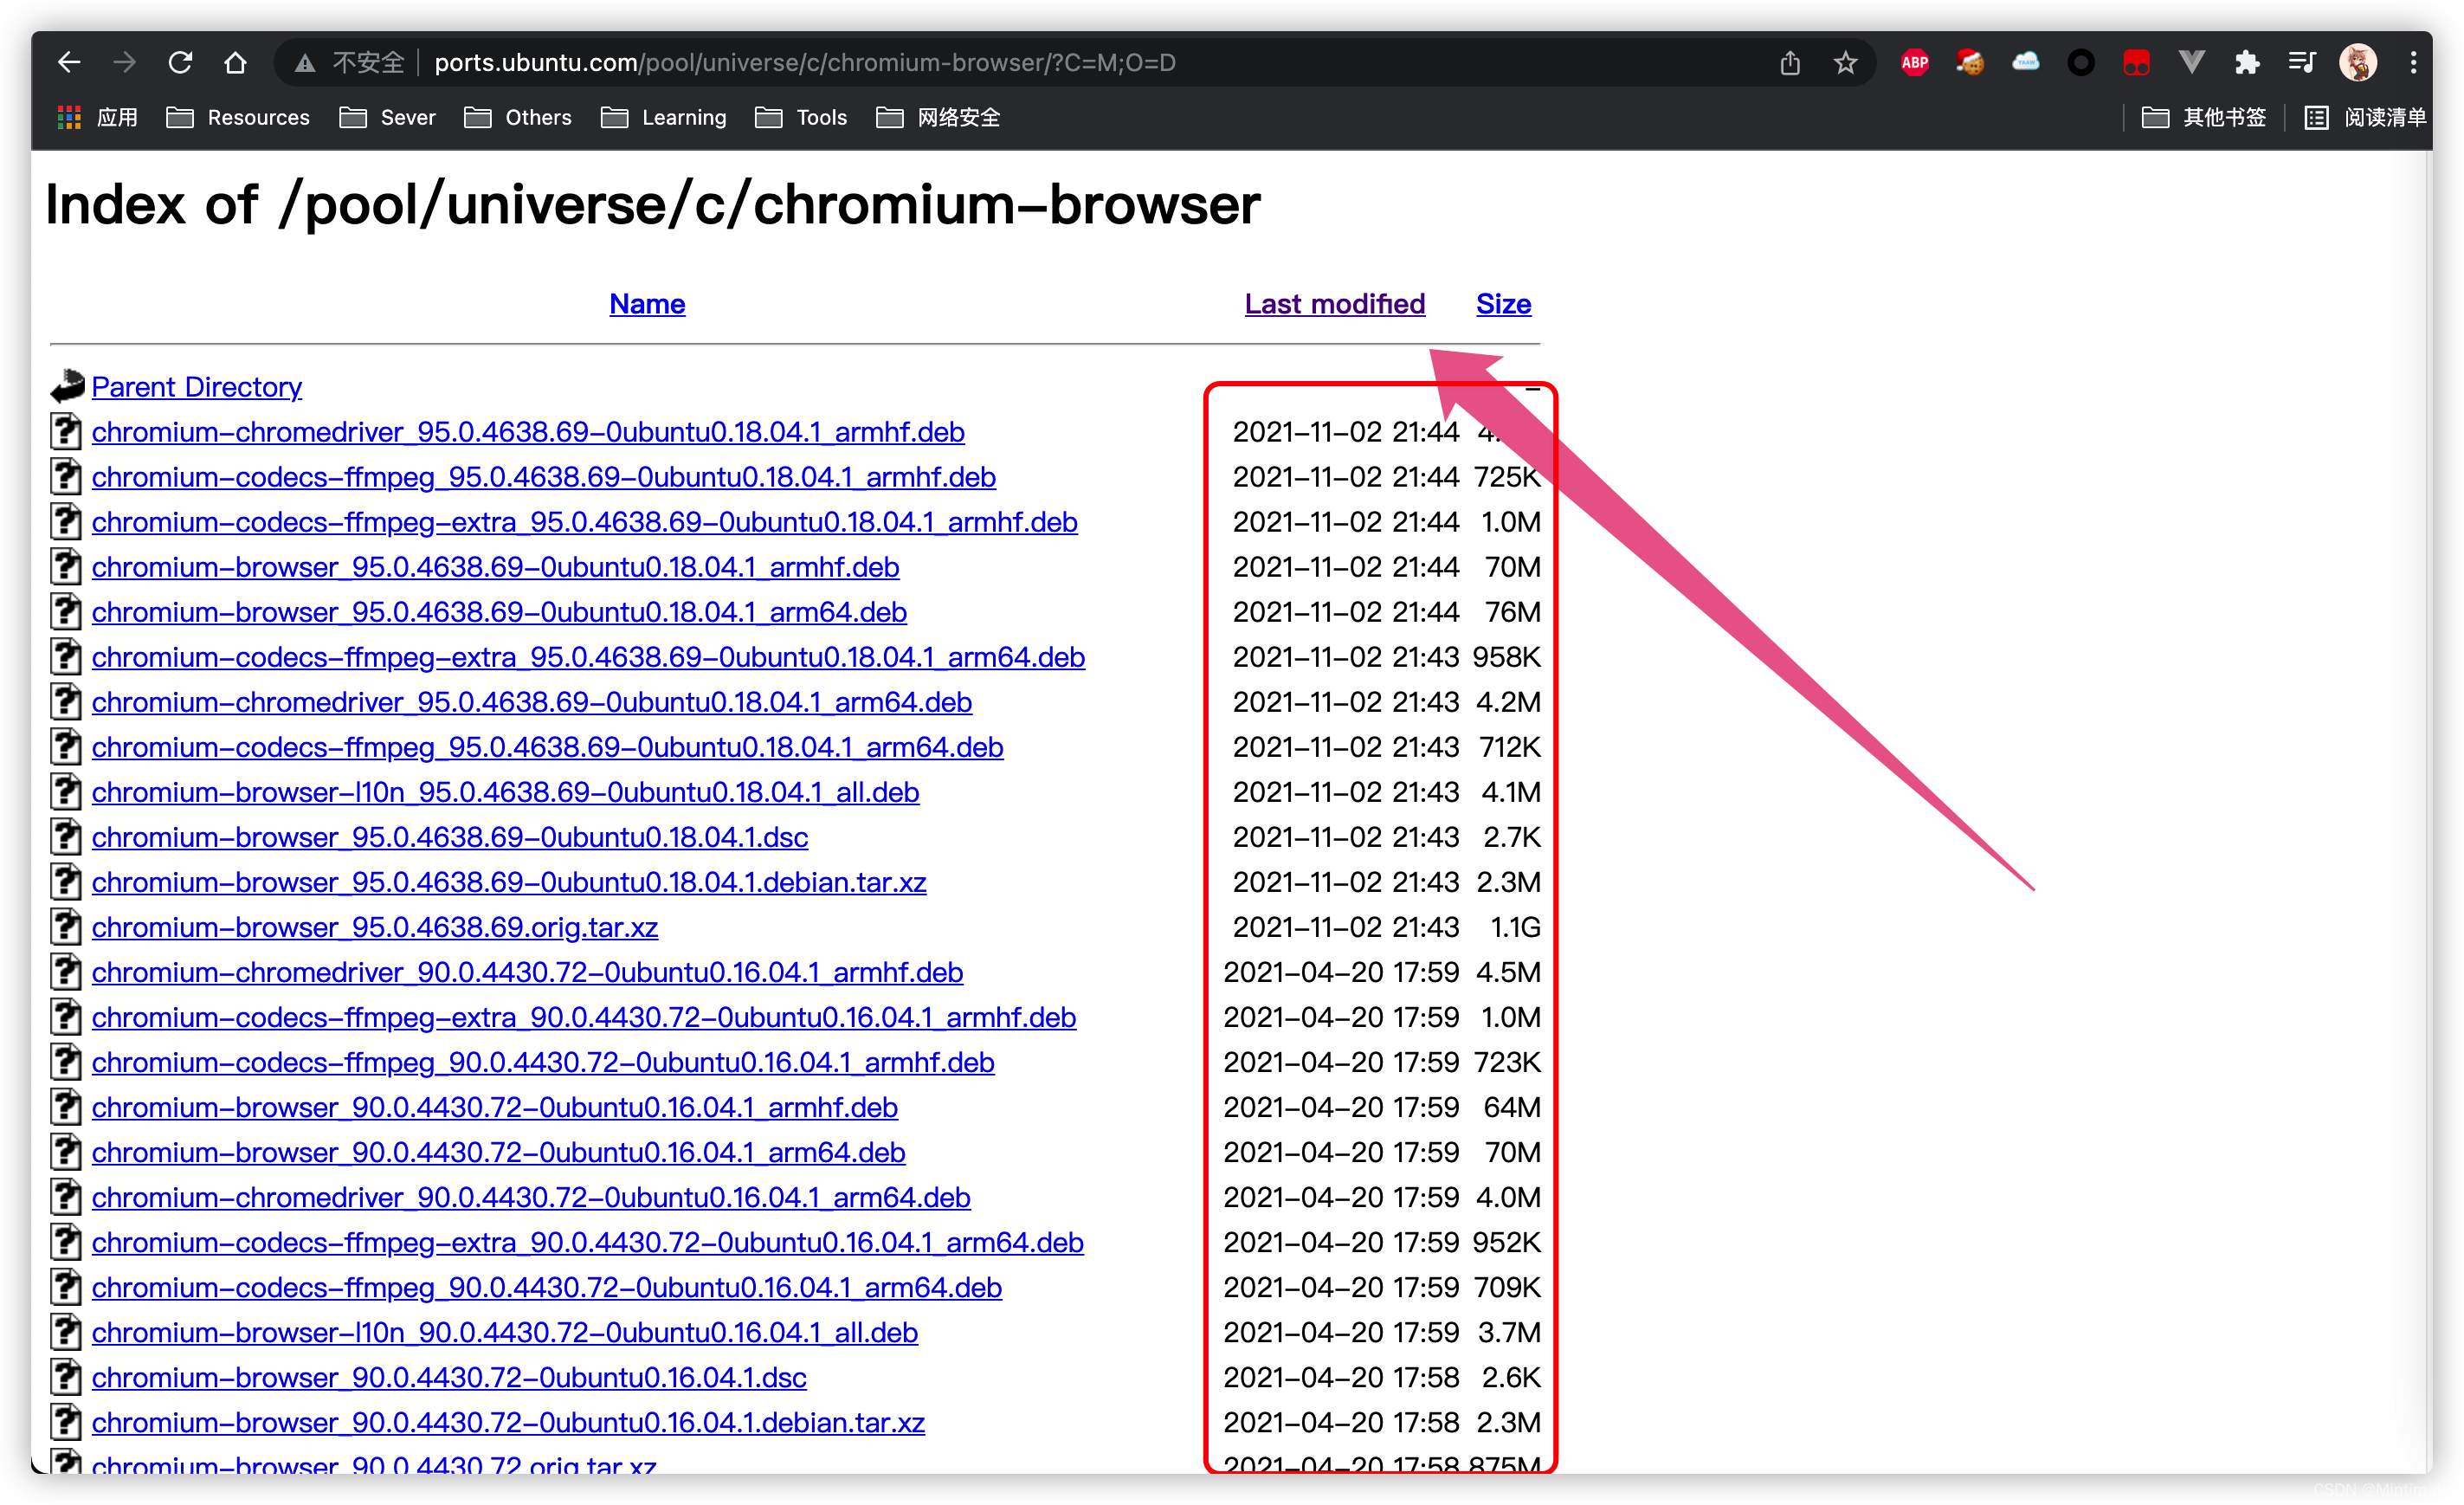 不安全 ports.ubuntu.com/pool/universe/c/chromium-browser/?C=M;O=D ABP
应用 Resources Sever Others Learning Tools 网络安全 其他书签 阅读清单
Index of /pool/universe/c/chromium-browser
Name Last modified Size
Parent Directory -
chromium-chromedriver_95.0.4638.69-0ubuntu0.18.04.1_armhf.deb 2021-11-02 21:44
chromium-codecs-ffmpeg_95.0.4638.69-0ubuntu0.18.04.1_armhf.deb 2021-11-02 21:44 725K
chromium-codecs-ffmpeg-extra_95.0.4638.69-0ubuntu0.18.04.1_armhf.deb 2021-11-02 21:44 1.0M
chromium-browser_95.0.4638.69-0ubuntu0.18.04.1_armhf.deb 2021-11-02 21:44 70M
chromium-browser_95.0.4638.69-0ubuntu0.18.04.1_arm64.deb 2021-11-02 21:44 76M
chromium-codecs-ffmpeg-extra_95.0.4638.69-0ubuntu0.18.04.1_arm64.deb 2021-11-02 21:43 958K
chromium-chromedriver_95.0.4638.69-0ubuntu0.18.04.1_arm64.deb 2021-11-02 21:43 4.2M
chromium-codecs-ffmpeg_95.0.4638.69-0ubuntu0.18.04.1_arm64.deb 2021-11-02 21:43 712K
chromium-browser-l10n_95.0.4638.69-0ubuntu0.18.04.1_all.deb 2021-11-02 21:43 4.1M
chromium-browser_95.0.4638.69-0ubuntu0.18.04.1.dsc 2021-11-02 21:43 2.7K
chromium-browser_95.0.4638.69-0ubuntu0.18.04.1.debian.tar.xz 2021-11-02 21:43 2.3M
chromium-browser_95.0.4638.69.orig.tar.xz 2021-11-02 21:43 1.1G
chromium-chromedriver_90.0.4430.72-0ubuntu0.16.04.1_armhf.deb 2021-04-20 17:59 4.5M
chromium-codecs-ffmpeg-extra_90.0.4430.72-0ubuntu0.16.04.1_armhf.deb 2021-04-20 17:59 1.0M
chromium-codecs-ffmpeg_90.0.4430.72-0ubuntu0.16.04.1_armhf.deb 2021-04-20 17:59 723K
chromium-browser_90.0.4430.72-0ubuntu0.16.04.1_armhf.deb 2021-04-20 17:59 64M
chromium-browser_90.0.4430.72-0ubuntu0.16.04.1_arm64.deb 2021-04-20 17:59 70M
chromium-chromedriver_90.0.4430.72-0ubuntu0.16.04.1_arm64.deb 2021-04-20 17:59 4.0M
chromium-codecs-ffmpeg-extra_90.0.4430.72-0ubuntu0.16.04.1_arm64.deb 2021-04-20 17:59 952K
chromium-codecs-ffmpeg_90.0.4430.72-0ubuntu0.16.04.1_arm64.deb 2021-04-20 17:59 709K
chromium-browser-l10n_90.0.4430.72-0ubuntu0.16.04.1_all.deb 2021-04-20 17:59 3.7M
chromium-browser_90.0.4430.72-0ubuntu0.16.04.1.dsc 2021-04-20 17:58 2.6K
chromium-browser_90.0.4430.72-0ubuntu0.16.04.1.debian.tar.xz 2021-04-20 17:58 2.3M
chromium-browser_90.0.4430.72.orig.tar.xz 2021-04-20 17:58 875M